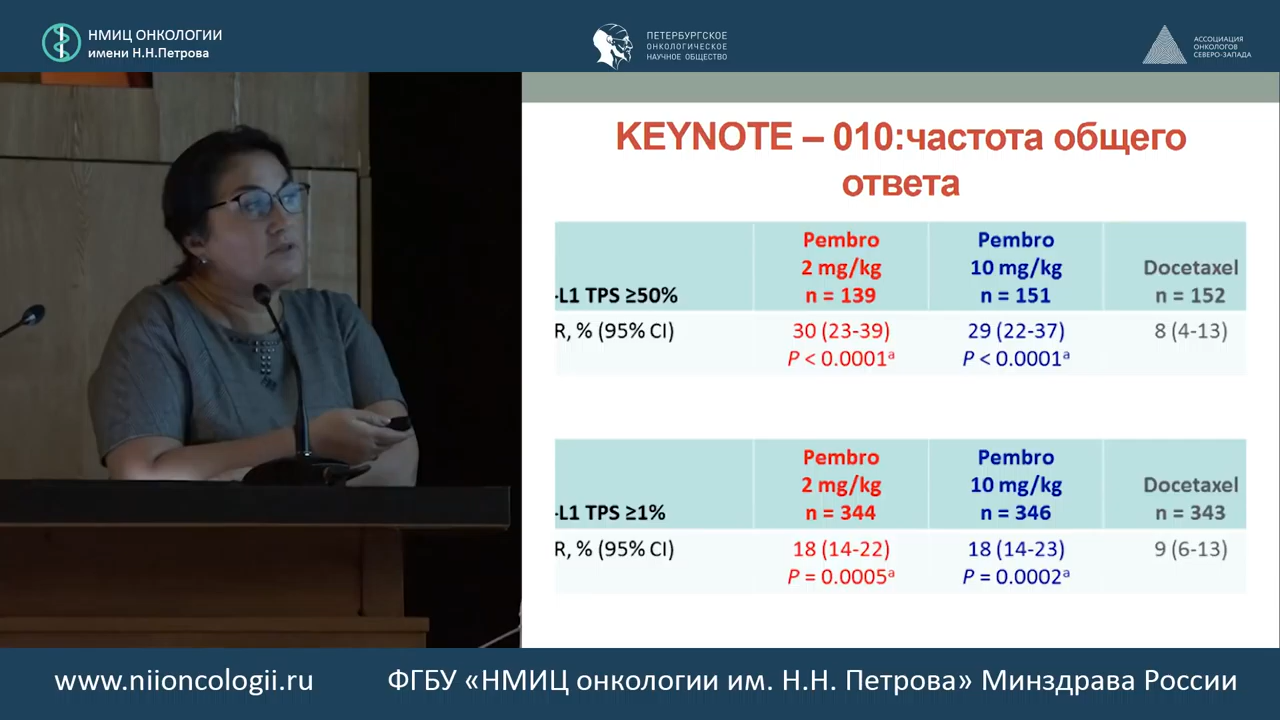 НМИЦ ОНКОЛОГИИ
имени Н.Н.Петрова
ПЕТЕРБУРГСКОЕ
ОНКОЛОГИЧЕСКОЕ
НАУЧНОЕ ОБЩЕСТВО
АССОЦИАЦИЯ
ОНКОЛОГОВ
СЕВЕРО-ЗАПАДА
KEYNOTE – 010:частота общего
ответа
-L1 TPS ≥50%
Pembro
2 mg/kg
n = 139
Pembro
10 mg/kg
n = 151
Docetaxel
n = 152
R, % (95% CI)
30 (23-39)
P < 0.0001ᵃ
29 (22-37)
P < 0.0001ᵃ
8 (4-13)
-L1 TPS ≥1%
Pembro
2 mg/kg
n = 344
Pembro
10 mg/kg
n = 346
Docetaxel
n = 343
R, % (95% CI)
18 (14-22)
P = 0.0005ᵃ
18 (14-23)
P = 0.0002ᵃ
9 (6-13)
www.niioncologii.ru
ФГБУ «НМИЦ онкологии им. Н.Н. Петрова» Минздрава России